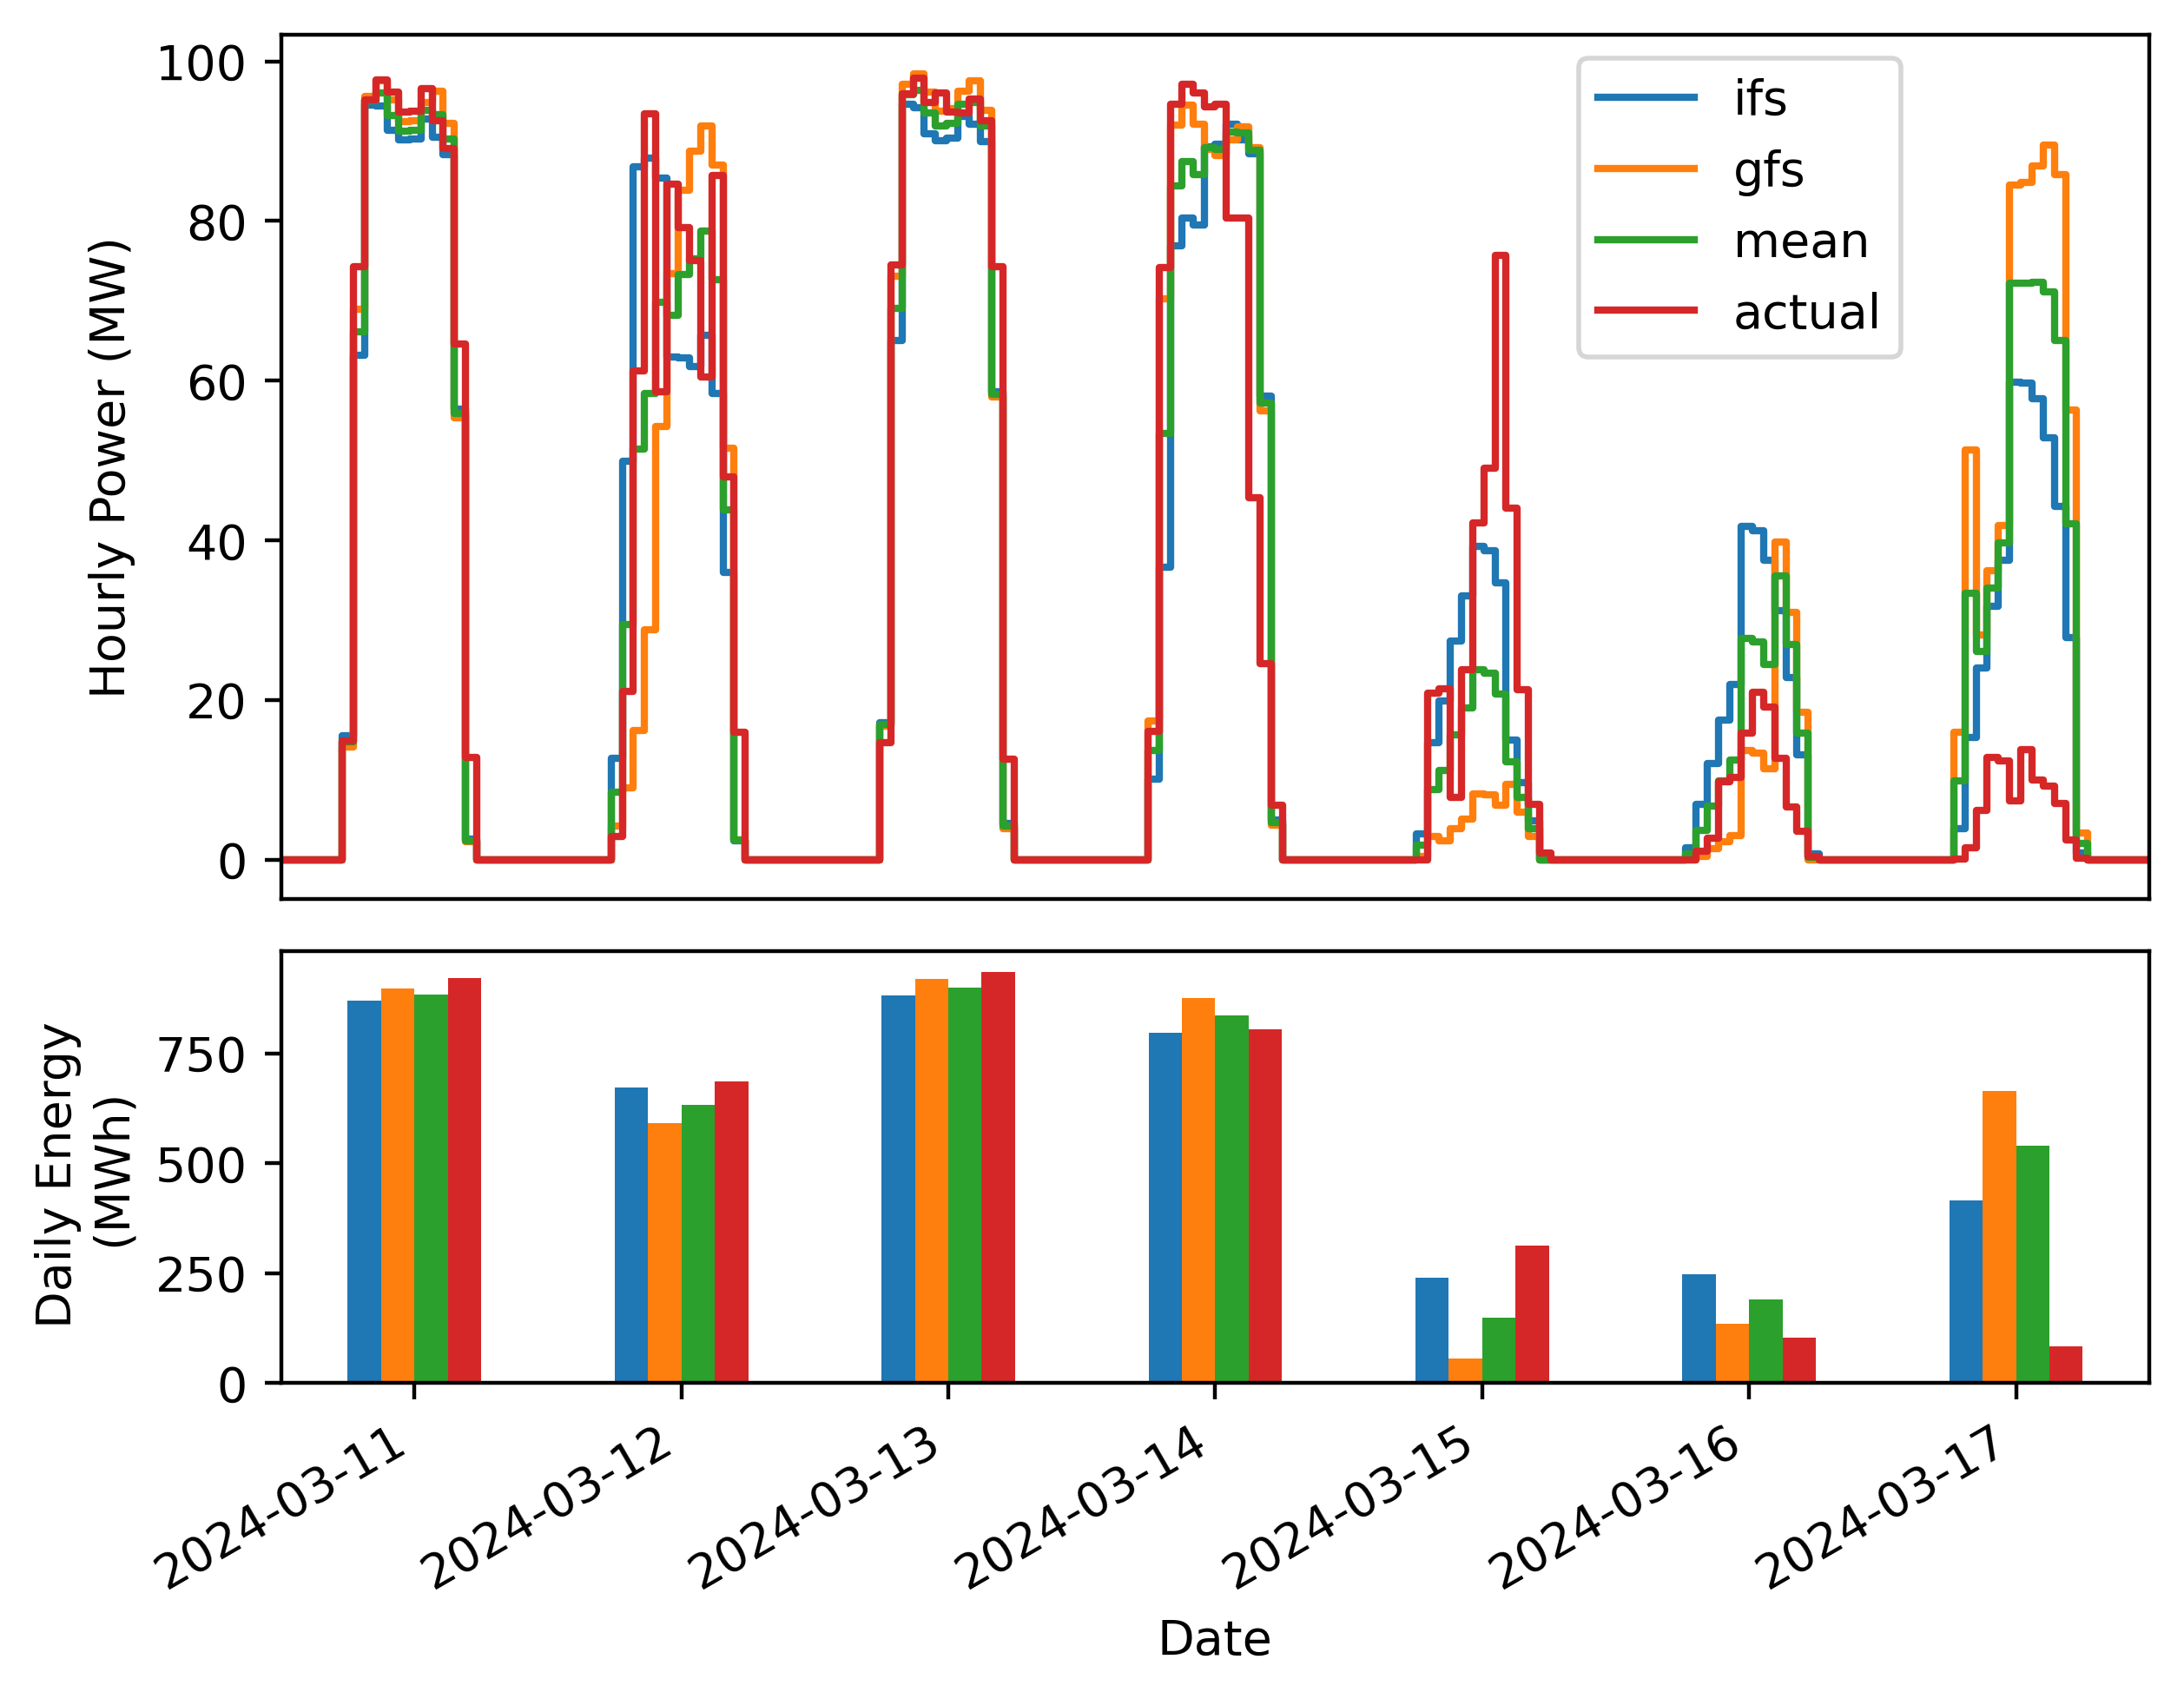 100
80
60
40
20
0
Hourly Power (MW)
ifs
gfs
mean
actual
750
500
250
0
Daily Energy
(MWh)
2024-03-11
2024-03-12
2024-03-13
2024-03-14
2024-03-15
2024-03-16
2024-03-17
Date